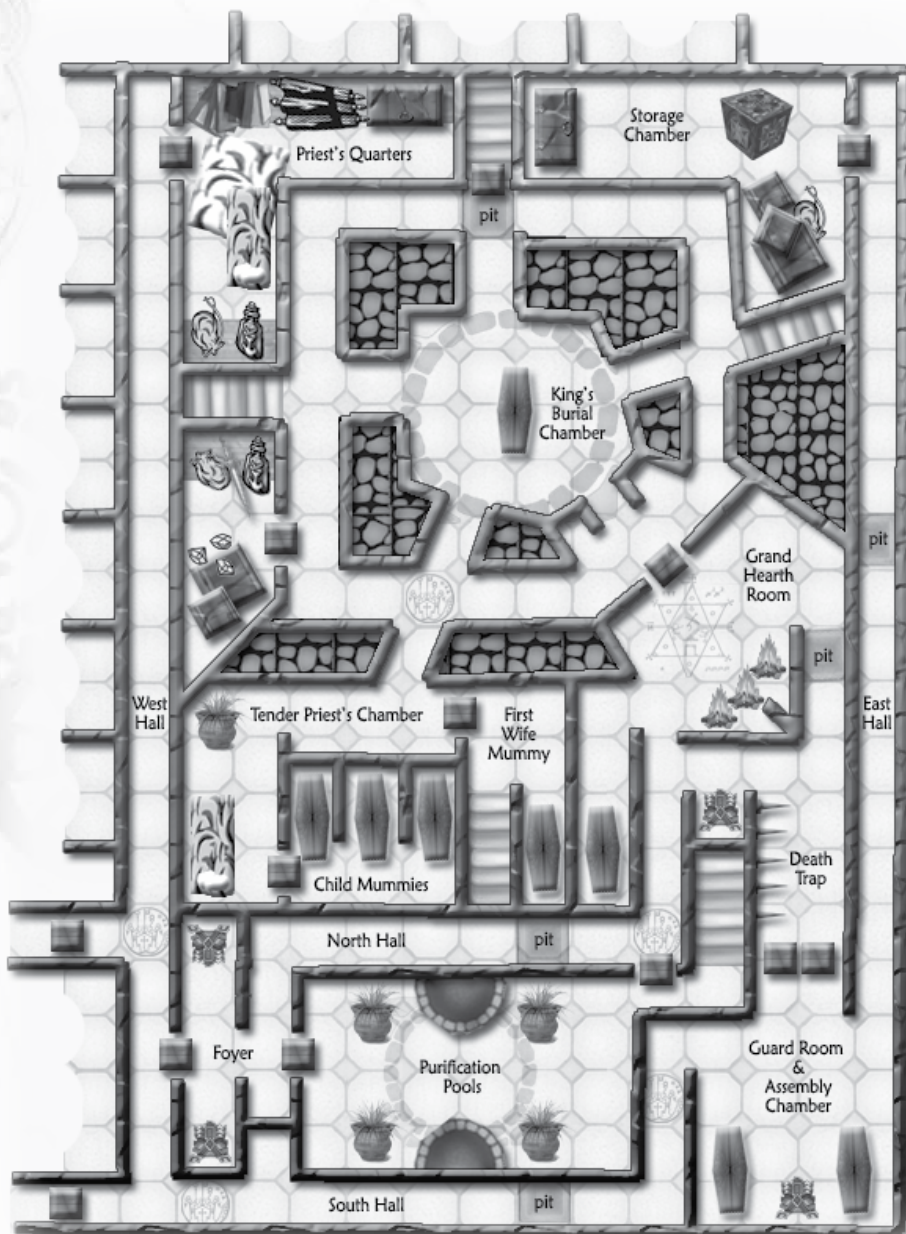 Storage
Chamber
Priest's Quarters
pit
King's
Burial
Chamber
pit
Grand
Hearth
Room
pit
West
Hall
Tender Priest's Chamber
First
Wife
Mummy
East
Hall
Death
Trap
Child Mummies
North Hall
pit
Foyer
Purification
Pools
Guard Room
&
Assembly
Chamber
South Hall
pit